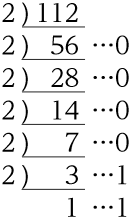 2 ) 112
2 ) 56 ···0
2 ) 28 ···0
2 ) 14 ···0
2 ) 7 ···0
2 ) 3 ···1
1 ···1